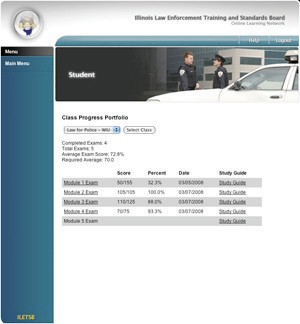 Illinois Law Enforcement Training and Standards Board
Online Learning Network
FAQ Logout
Menu
Main Menu
Student
Class Progress Portfolio
Law for Police - WIU Select Class
Completed Exams: 4
Total Exams: 5
Average Exam Score: 72.8%
Required Average: 70.0
Score Percent Date Study Guide
Module 1 Exam 50/155 32.3% 03/05/2008 Study Guide
Module 2 Exam 105/105 100.0% 03/05/2008 Study Guide
Module 3 Exam 110/125 88.0% 03/07/2008 Study Guide
Module 4 Exam 70/75 93.3% 03/07/2008 Study Guide
Module 5 Exam Study Guide
ILETSB